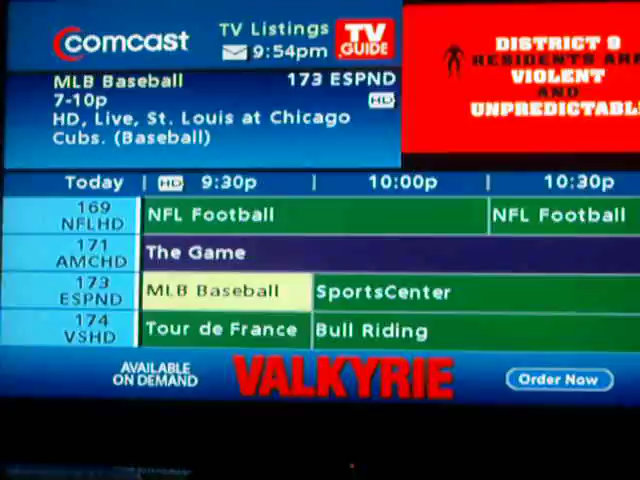 comcast
TV Listings
9:54pm
TV
GUIDE
MLB Baseball 173 ESPND
7-10p HD
HD, Live, St. Louis at Chicago
Cubs. (Baseball)
DISTRICT 9
RESIDENTS ARE
VIOLENT
AND
UNPREDICTABL
Today HD 9:30p 10:00p 10:30p
169
NFLHD
NFL Football NFL Football
171
AMCHD
The Game
173
ESPND
MLB Baseball SportsCenter
174
VSHD
Tour de France Bull Riding
AVAILABLE
ON DEMAND
VALKYRIE
Order Now